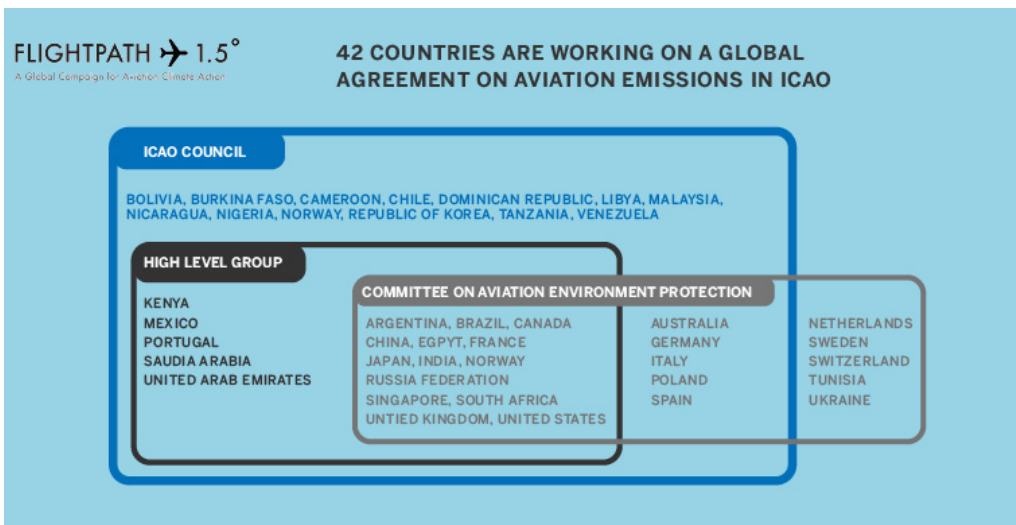 FLIGHTPATH 1.5°
A Global Campaign for Aviation Climate Action
42 COUNTRIES ARE WORKING ON A GLOBAL
AGREEMENT ON AVIATION EMISSIONS IN ICAO
ICAO COUNCIL
BOLIVIA, BURKINA FASO, CAMEROON, CHILE, DOMINICAN REPUBLIC, LIBYA, MALAYSIA,
NICARAGUA, NIGERIA, NORWAY, REPUBLIC OF KOREA, TANZANIA, VENEZUELA
HIGH LEVEL GROUP
KENYA
MEXICO
PORTUGAL
SAUDIA ARABIA
UNITED ARAB EMIRATES
COMMITTEE ON AVIATION ENVIRONMENT PROTECTION
ARGENTINA, BRAZIL, CANADA
CHINA, EGPYT, FRANCE
JAPAN, INDIA, NORWAY
RUSSIA FEDERATION
SINGAPORE, SOUTH AFRICA
UNTIED KINGDOM, UNITED STATES
AUSTRALIA
GERMANY
ITALY
POLAND
SPAIN
NETHERLANDS
SWEDEN
SWITZERLAND
TUNISIA
UKRAINE